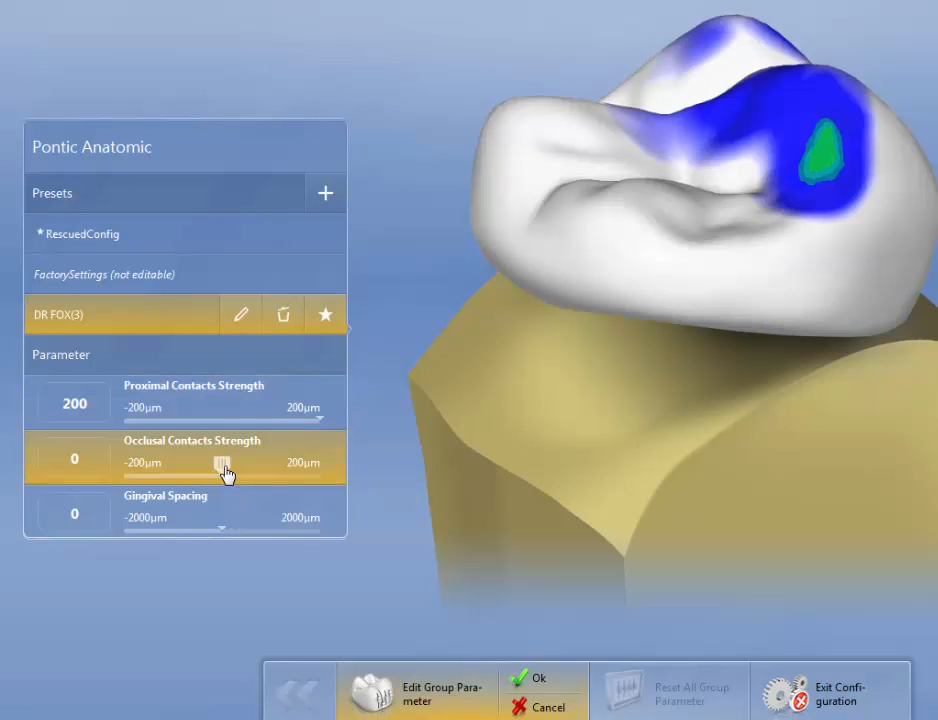 Pontic Anatomic
Presets
* RescuedConfig
FactorySettings (not editable)
DR FOX(3)
Parameter
Proximal Contacts Strength
200
-200µm 200µm
Occlusal Contacts Strength
0
-200µm 200µm
Gingival Spacing
0
-2000µm 2000µm
Edit Group Para-
meter
Ok
Cancel
Reset All Group
Parameter
Exit Confi-
guration